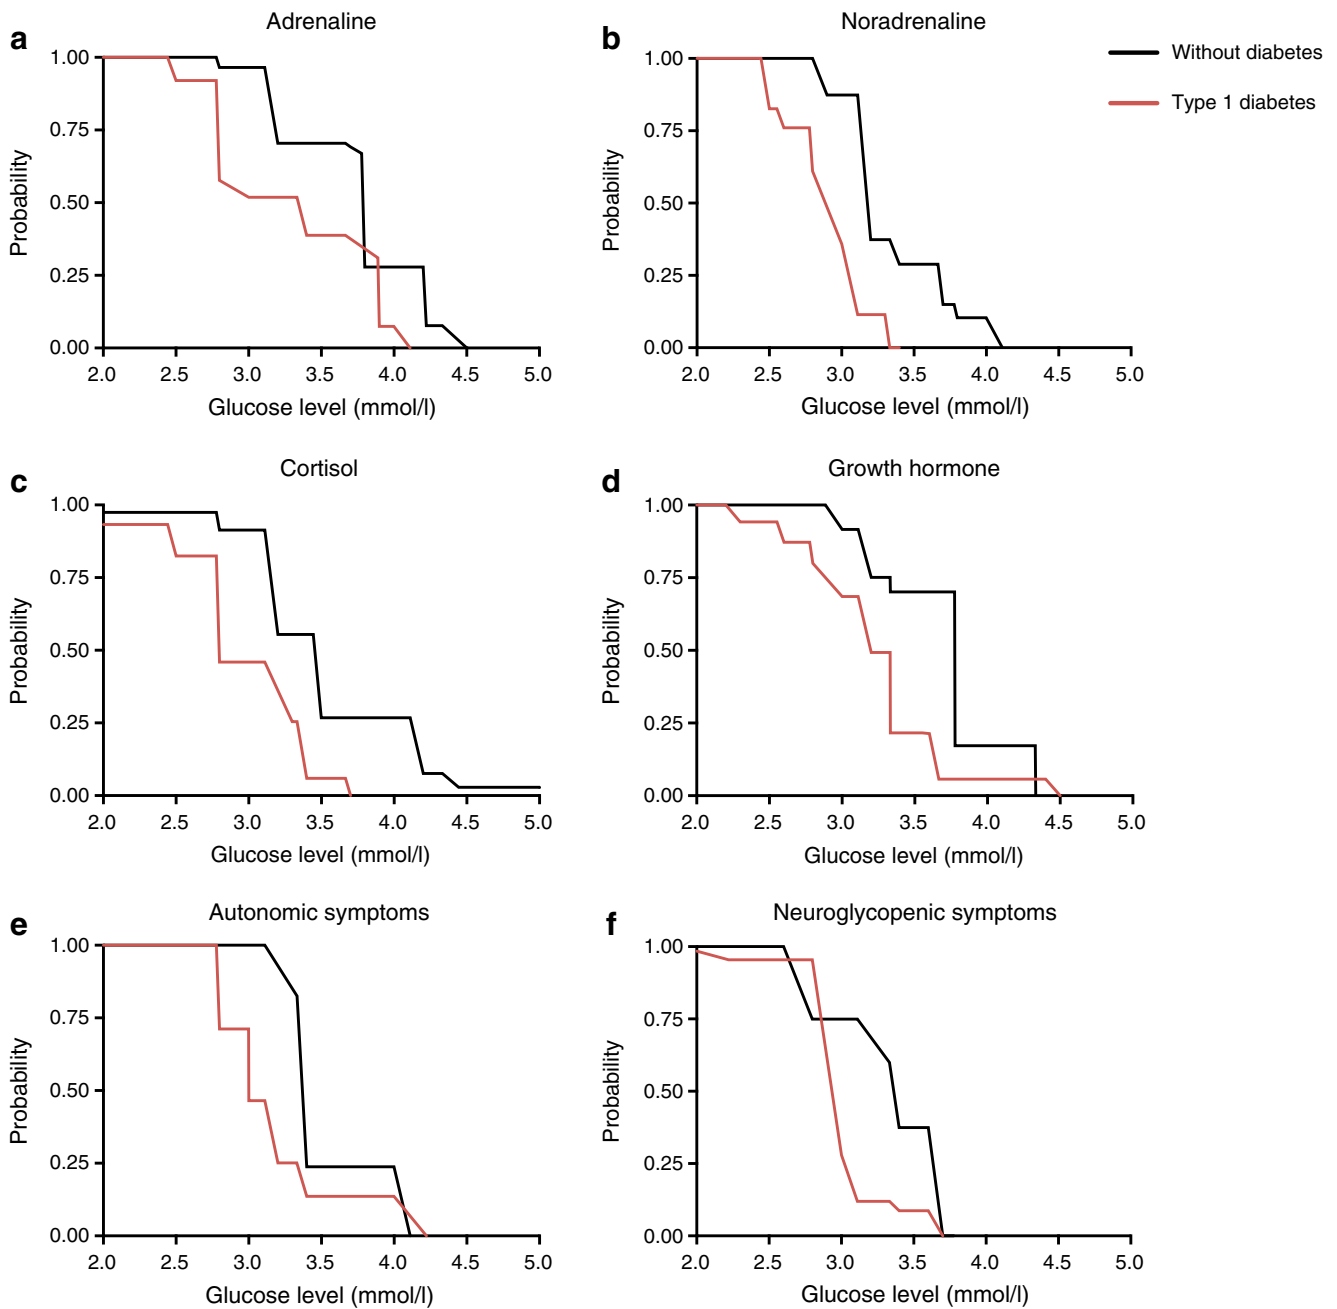 a
Adrenaline
1.00
0.75
0.50
0.25
0.00
Probability
2.0 2.5 3.0 3.5 4.0 4.5 5.0
Glucose level (mmol/l)
b
Noradrenaline
1.00
0.75
0.50
0.25
0.00
Probability
2.0 2.5 3.0 3.5 4.0 4.5 5.0
Glucose level (mmol/l)
Without diabetes
Type 1 diabetes
c
Cortisol
1.00
0.75
0.50
0.25
0.00
Probability
2.0 2.5 3.0 3.5 4.0 4.5 5.0
Glucose level (mmol/l)
d
Growth hormone
1.00
0.75
0.50
0.25
0.00
Probability
2.0 2.5 3.0 3.5 4.0 4.5 5.0
Glucose level (mmol/l)
e
Autonomic symptoms
1.00
0.75
0.50
0.25
0.00
Probability
2.0 2.5 3.0 3.5 4.0 4.5 5.0
Glucose level (mmol/l)
f
Neuroglycopenic symptoms
1.00
0.75
0.50
0.25
0.00
Probability
2.0 2.5 3.0 3.5 4.0 4.5 5.0
Glucose level (mmol/l)